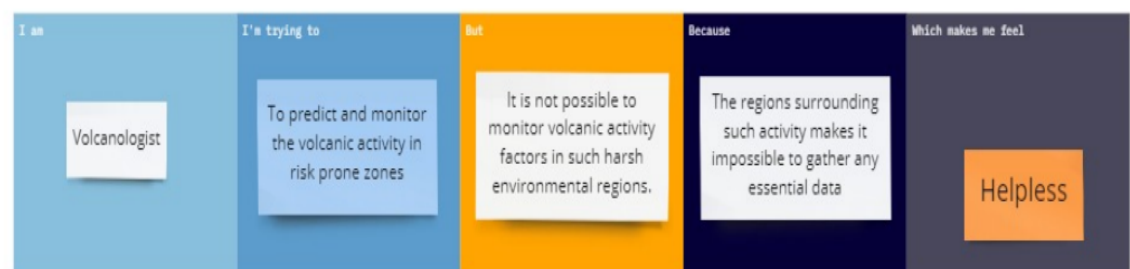 I am
Volcanologist
I'm trying to
To predict and monitor
the volcanic activity in
risk prone zones
But
It is not possible to
monitor volcanic activity
factors in such harsh
environmental regions.
Because
The regions surrounding
such activity makes it
impossible to gather any
essential data
Which makes me feel
Helpless